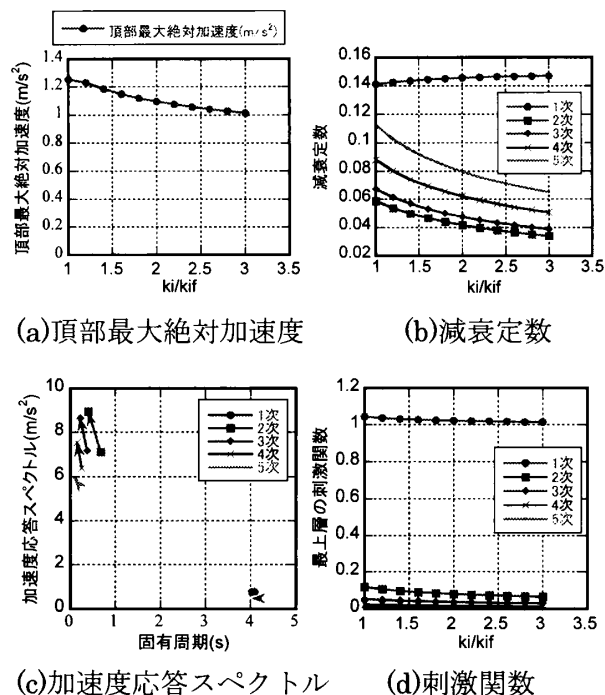 頂部最大絶対加速度(m/s²)
頂部最大絶対加速度(m/s²)
1.4
1.2
1
0.8
0.6
0.4
0.2
0
1 1.5 2 2.5 3 3.5
ki/kif
(a)頂部最大絶対加速度
減衰定数
0.16
0.14
0.12
0.1
0.08
0.06
0.04
0.02
1 1.5 2.0 2.5 3 3.5
ki/kif
1次
2次
3次
4次
5次
(b)減衰定数
加速度応答スペクトル(m/s²)
10
8
6
4
2
0
0 1 2 3 4 5
固有周期(s)
1次
2次
3次
4次
5次
(c)加速度応答スペクトル
最上層の刺激関数
1.2
1
0.8
0.6
0.4
0.2
0
1 1.5 2 2.5 3 3.5
ki/kif
1次
2次
3次
4次
5次
(d)刺激関数